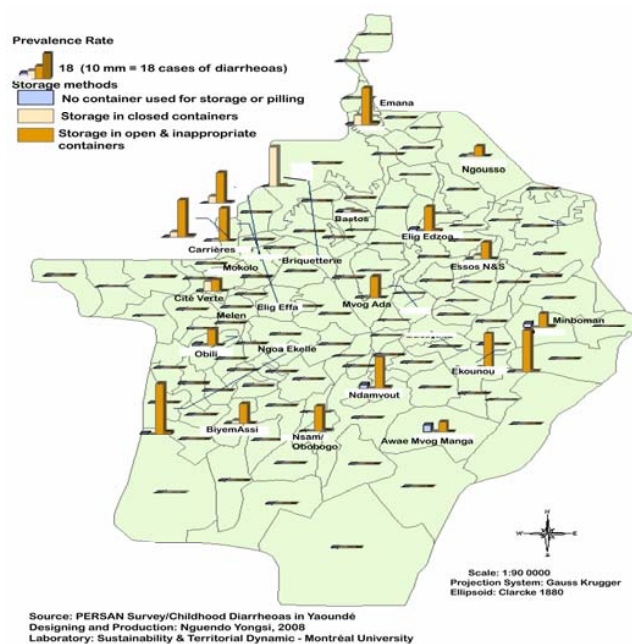 Prevalence Rate
18 (10 mm = 18 cases of diarrheoas)
Storage methods
No container used for storage or pilling
Storage in closed containers
Storage in open & inappropriate
containers
Emana
Ngousso
Bastos
Elig Edzoa
Carrières
Essos N&S
Mokolo
Briquetterie
Cité Verte
Mvog Ada
Elig Effa
Melen
Minboman
Obili
Ngoa Ekelle
Ekounou
Ndamvout
BiyemAssi
Nsam/
Obobogo
Awae Mvog Manga
N
W
E
S
Scale: 1:90 0000
Projection System: Gauss Krugger
Ellipsoid: Clarcke 1880
Source: PERSAN Survey/Childhood Diarrheoas in Yaoundé
Designing and Production: Nguendo Yongsi, 2008
Laboratory: Sustainability & Territorial Dynamic - Montréal University